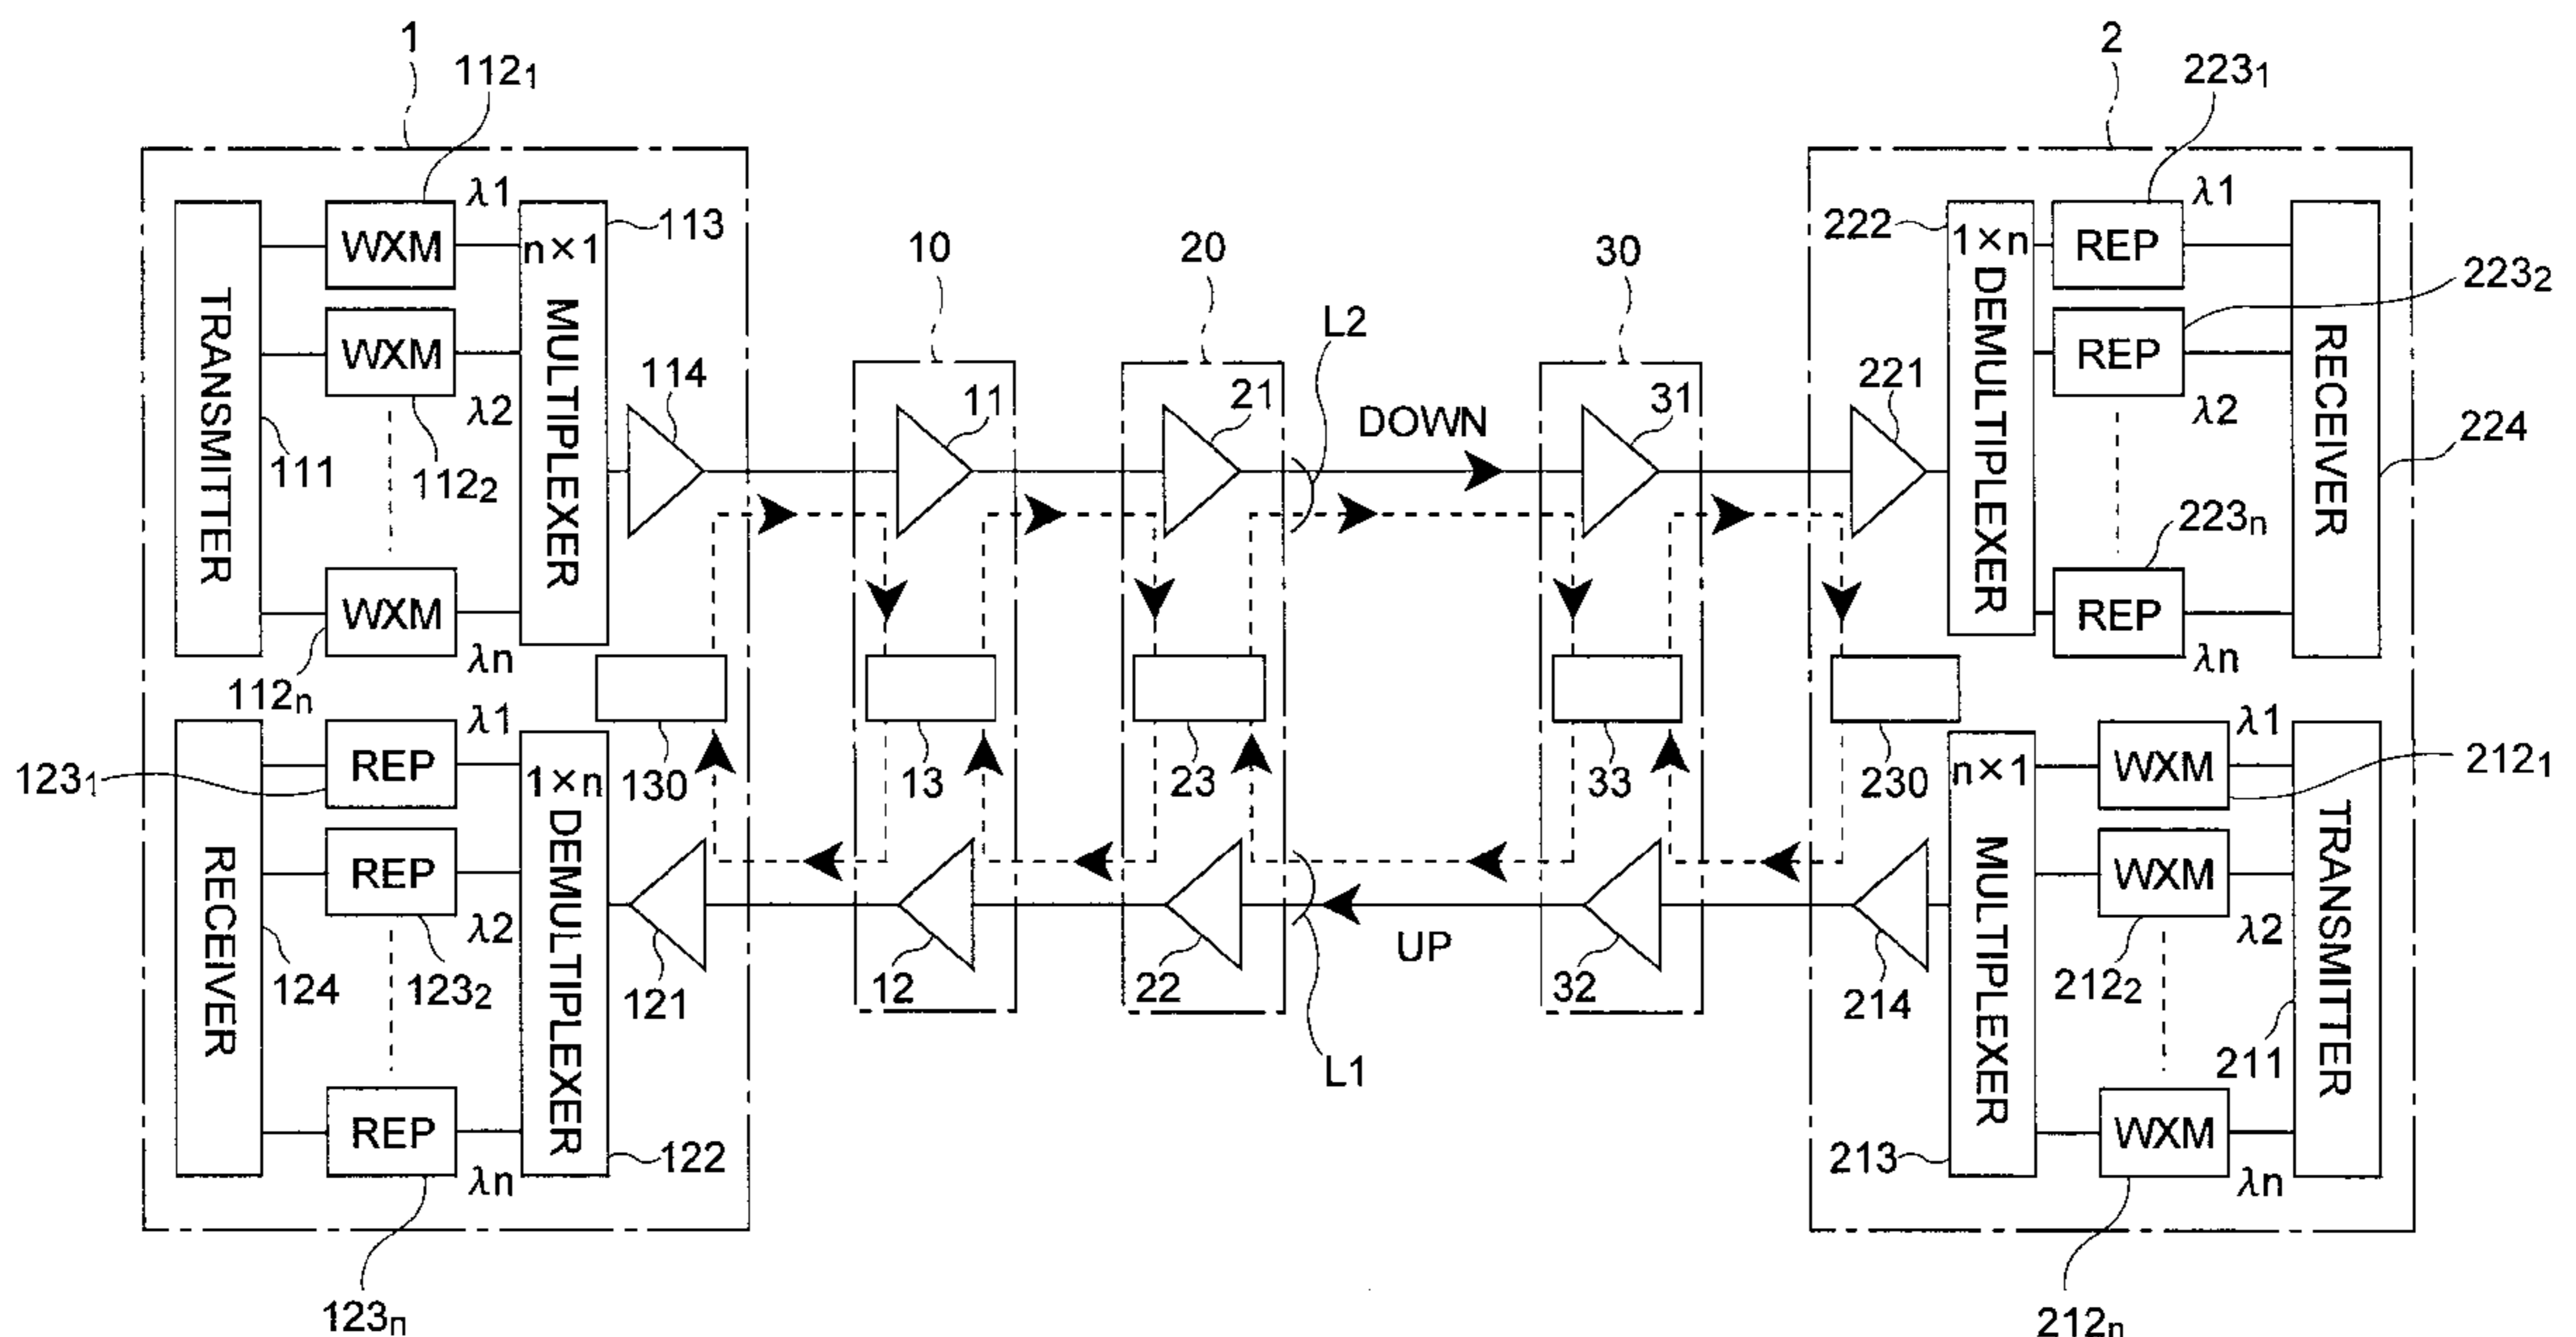 1
112₁
WXM
λ1
n×1
113
TRANSMITTER
111
WXM
112₂
λ2
MULTIPLEXER
114
WXM
112ₙ
λn
10
11
20
21
L2
30
31
DOWN
2
223₁
222
1×n
REP
λ1
223₂
DEMULTIPLEXER
REP
λ2
RECEIVER
224
221
223ₙ
REP
λn
130
13
23
33
230
λ1
123₁
REP
1×n
RECEIVER
124
REP
123₂
λ2
DEMULTIPLEXER
121
REP
123ₙ
λn
122
12
22
L1
UP
32
214
n×1
WXM
λ1
212₁
MULTIPLEXER
213
WXM
212₂
λ2
TRANSMITTER
211
WXM
λn
212ₙ